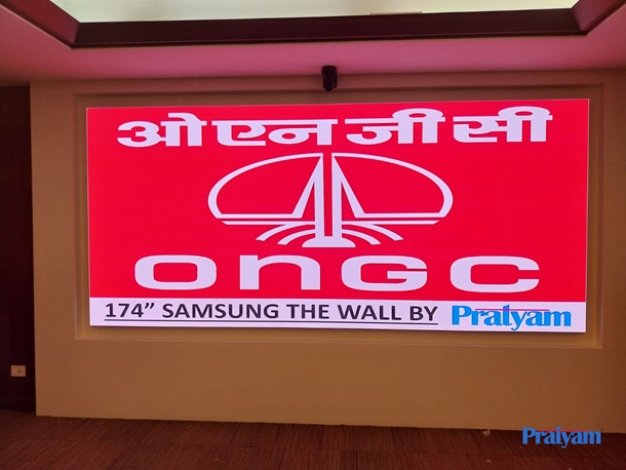 ओएनजीसी
ONGC
174” SAMSUNG THE WALL BY Pralyam
Pralyam